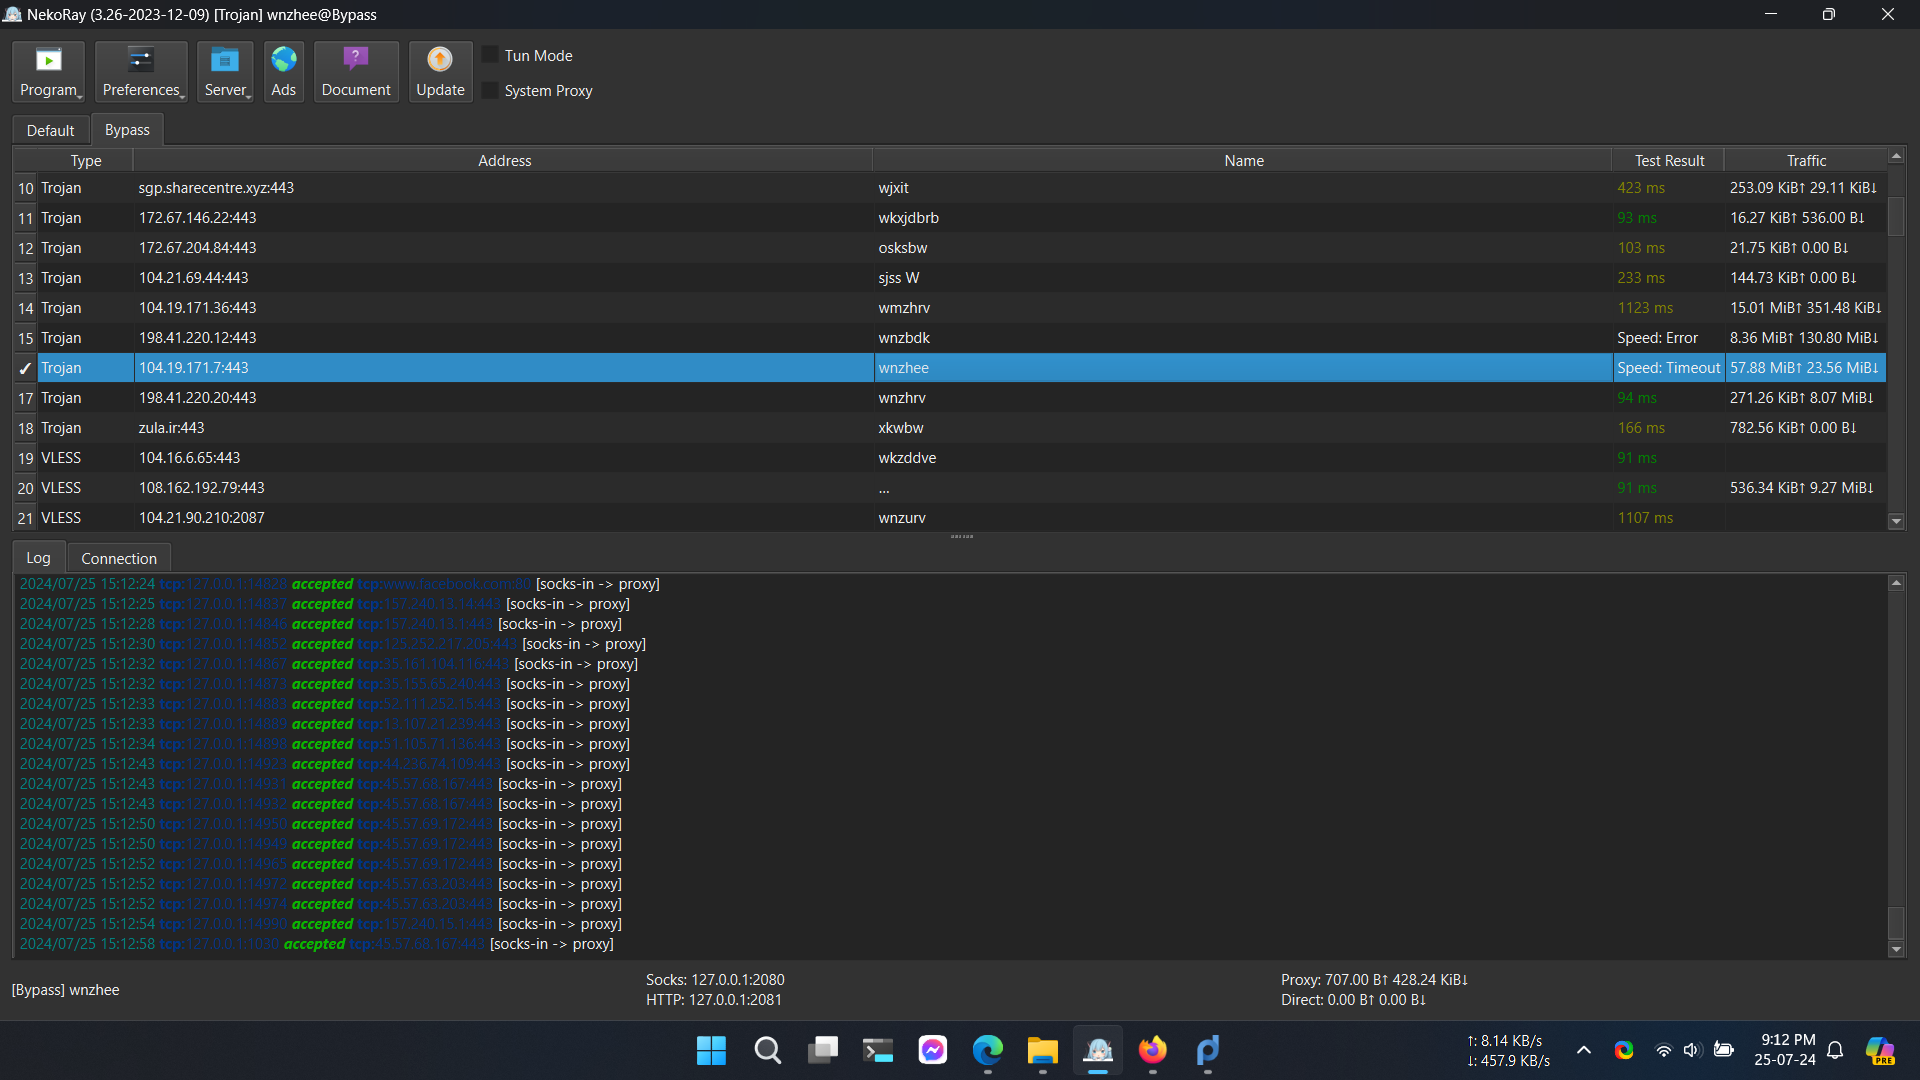 NekoRay (3.26-2023-12-09) [Trojan] wnzhee@Bypass
Program Preferences Server Ads Document Update
Tun Mode
System Proxy
Default Bypass
Type Address Name Test Result Traffic
10 Trojan sgp.sharecentre.xyz:443 wjxit 423 ms 253.09 KiB↑ 29.11 KiB↓
11 Trojan 172.67.146.22:443 wkxjdbrb 93 ms 16.27 KiB↑ 536.00 B↓
12 Trojan 172.67.204.84:443 osksbw 103 ms 21.75 KiB↑ 0.00 B↓
13 Trojan 104.21.69.44:443 sjss W 233 ms 144.73 KiB↑ 0.00 B↓
14 Trojan 104.19.171.36:443 wmzhrv 1123 ms 15.01 MiB↑ 351.48 KiB↓
15 Trojan 198.41.220.12:443 wnzbdk Speed: Error 8.36 MiB↑ 130.80 MiB↓
✓ Trojan 104.19.171.7:443 wnzhee Speed: Timeout 57.88 MiB↑ 23.56 MiB↓
17 Trojan 198.41.220.20:443 wnzhrv 94 ms 271.26 KiB↑ 8.07 MiB↓
18 Trojan zula.ir:443 xkwbw 166 ms 782.56 KiB↑ 0.00 B↓
19 VLESS 104.16.6.65:443 wkzddve 91 ms
20 VLESS 108.162.192.79:443 ... 91 ms 536.34 KiB↑ 9.27 MiB↓
21 VLESS 104.21.90.210:2087 wnzurv 1107 ms
Log Connection
2024/07/25 15:12:24 tcp:127.0.0.1:14828 accepted tcp:www.facebook.com:80 [socks-in -> proxy]
2024/07/25 15:12:25 tcp:127.0.0.1:14837 accepted tcp:157.240.13.14:443 [socks-in -> proxy]
2024/07/25 15:12:28 tcp:127.0.0.1:14846 accepted tcp:157.240.13.1:443 [socks-in -> proxy]
2024/07/25 15:12:30 tcp:127.0.0.1:14852 accepted tcp:125.252.217.205:443 [socks-in -> proxy]
2024/07/25 15:12:32 tcp:127.0.0.1:14867 accepted tcp:35.161.104.116:443 [socks-in -> proxy]
2024/07/25 15:12:32 tcp:127.0.0.1:14873 accepted tcp:35.155.65.240:443 [socks-in -> proxy]
2024/07/25 15:12:33 tcp:127.0.0.1:14883 accepted tcp:52.111.252.15:443 [socks-in -> proxy]
2024/07/25 15:12:33 tcp:127.0.0.1:14889 accepted tcp:13.107.21.239:443 [socks-in -> proxy]
2024/07/25 15:12:34 tcp:127.0.0.1:14898 accepted tcp:51.105.71.136:443 [socks-in -> proxy]
2024/07/25 15:12:43 tcp:127.0.0.1:14923 accepted tcp:44.236.74.109:443 [socks-in -> proxy]
2024/07/25 15:12:43 tcp:127.0.0.1:14931 accepted tcp:45.57.68.167:443 [socks-in -> proxy]
2024/07/25 15:12:43 tcp:127.0.0.1:14932 accepted tcp:45.57.68.167:443 [socks-in -> proxy]
2024/07/25 15:12:50 tcp:127.0.0.1:14950 accepted tcp:45.57.69.172:443 [socks-in -> proxy]
2024/07/25 15:12:50 tcp:127.0.0.1:14949 accepted tcp:45.57.69.172:443 [socks-in -> proxy]
2024/07/25 15:12:52 tcp:127.0.0.1:14965 accepted tcp:45.57.69.172:443 [socks-in -> proxy]
2024/07/25 15:12:52 tcp:127.0.0.1:14972 accepted tcp:45.57.63.203:443 [socks-in -> proxy]
2024/07/25 15:12:52 tcp:127.0.0.1:14974 accepted tcp:45.57.63.203:443 [socks-in -> proxy]
2024/07/25 15:12:54 tcp:127.0.0.1:14990 accepted tcp:157.240.15.1:443 [socks-in -> proxy]
2024/07/25 15:12:58 tcp:127.0.0.1:1030 accepted tcp:45.57.68.167:443 [socks-in -> proxy]
[Bypass] wnzhee
Socks: 127.0.0.1:2080
HTTP: 127.0.0.1:2081
Proxy: 707.00 B↑ 428.24 KiB↓
Direct: 0.00 B↑ 0.00 B↓
↑: 8.14 KB/s
↓: 457.9 KB/s
9:12 PM
25-07-24
PRE